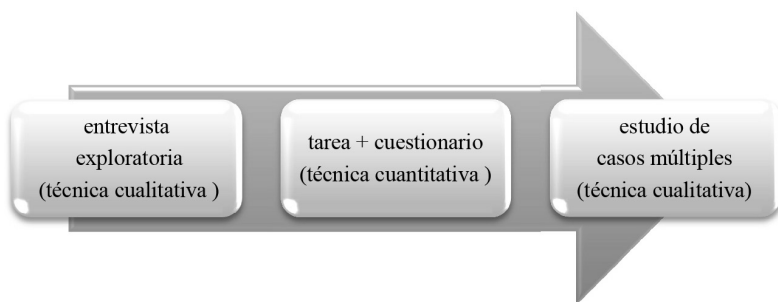 entrevista
exploratoria
(técnica cualitativa )
tarea + cuestionario
(técnica cuantitativa )
estudio de
casos múltiples
(técnica cualitativa)